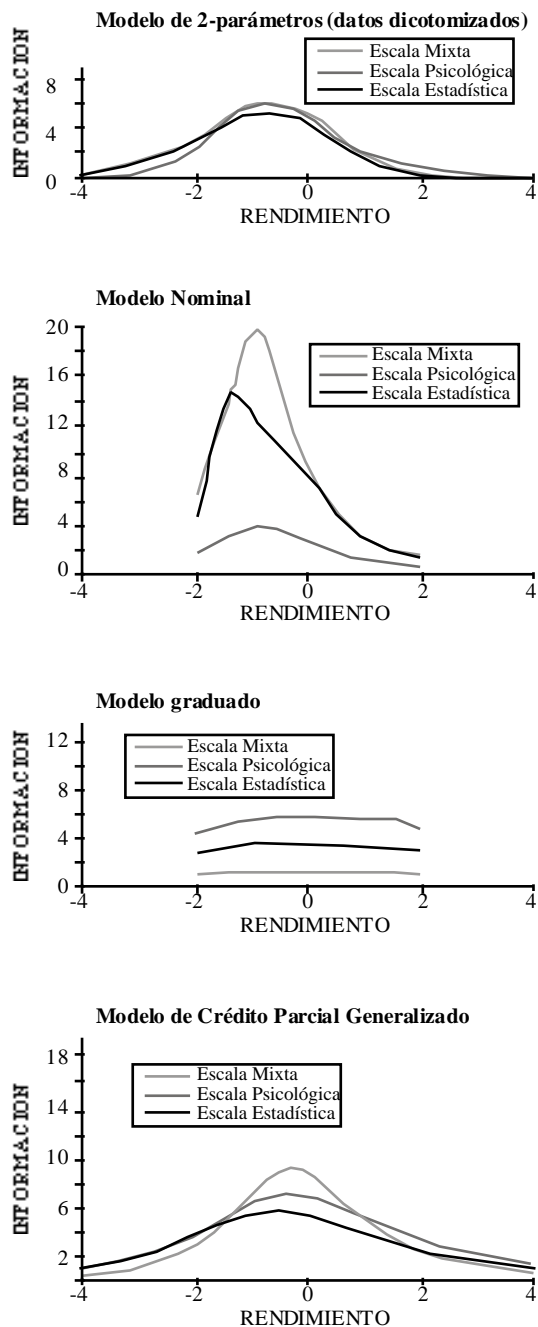 Modelo de 2-parámetros (datos dicotomizados)
Escala Mixta
Escala Psicológica
Escala Estadística
INFORMACION
8
4
0
-4
-2
0
2
4
RENDIMIENTO
Modelo Nominal
Escala Mixta
Escala Psicológica
Escala Estadística
INFORMACION
20
16
12
8
4
0
-4
-2
0
2
4
RENDIMIENTO
Modelo graduado
Escala Mixta
Escala Psicológica
Escala Estadística
INFORMACION
12
8
4
0
-4
-2
0
2
4
RENDIMIENTO
Modelo de Crédito Parcial Generalizado
Escala Mixta
Escala Psicológica
Escala Estadística
INFORMACION
18
14
10
6
2
-4
-2
0
2
4
RENDIMIENTO